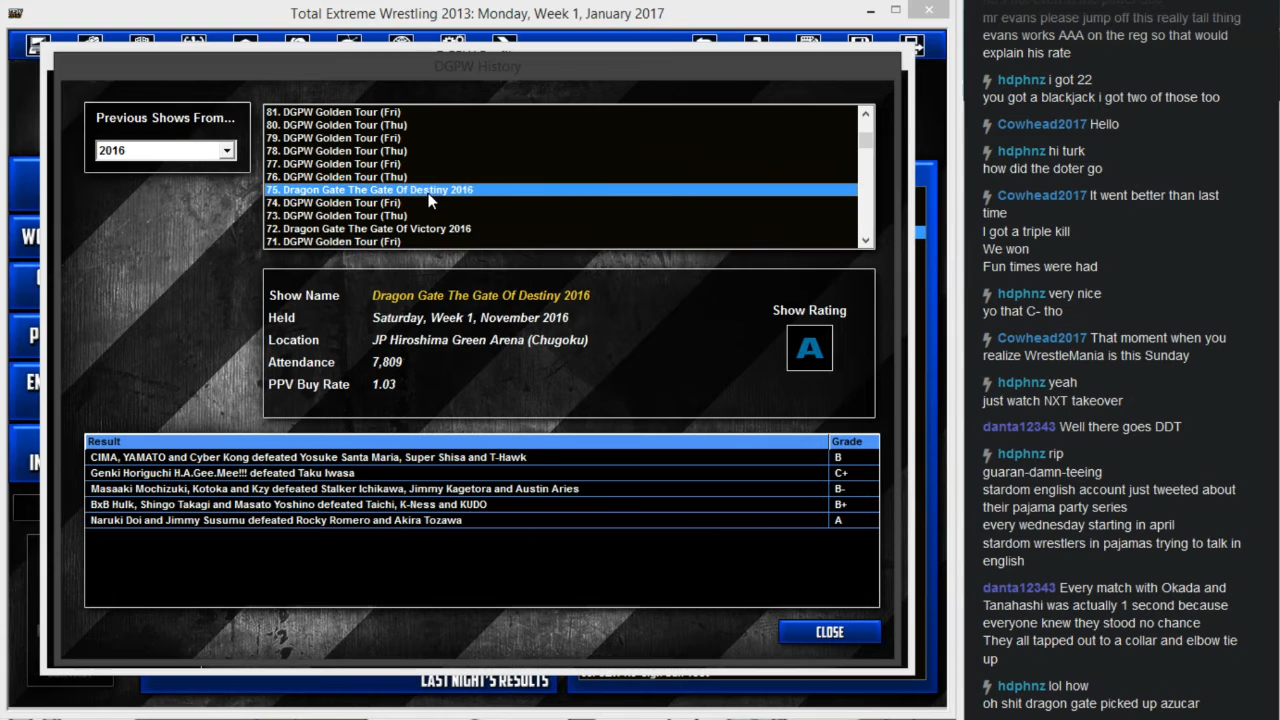 Total Extreme Wrestling 2013: Monday, Week 1, January 2017
DGPW History
Previous Shows From...
2016
81. DGPW Golden Tour (Fri)
80. DGPW Golden Tour (Thu)
79. DGPW Golden Tour (Fri)
78. DGPW Golden Tour (Thu)
77. DGPW Golden Tour (Fri)
76. DGPW Golden Tour (Thu)
75. Dragon Gate The Gate Of Destiny 2016
74. DGPW Golden Tour (Fri)
73. DGPW Golden Tour (Thu)
72. Dragon Gate The Gate Of Victory 2016
71. DGPW Golden Tour (Fri)
Show Name Dragon Gate The Gate Of Destiny 2016
Held Saturday, Week 1, November 2016
Location JP Hiroshima Green Arena (Chugoku)
Attendance 7,809
PPV Buy Rate 1.03
Show Rating
A
Result Grade
CIMA, YAMATO and Cyber Kong defeated Yosuke Santa Maria, Super Shisa and T-Hawk B
Genki Horiguchi H.A.Gee.Mee!!! defeated Taku Iwasa C+
Masaaki Mochizuki, Kotoka and Kzy defeated Stalker Ichikawa, Jimmy Kagetora and Austin Aries B-
BxB Hulk, Shingo Takagi and Masato Yoshino defeated Taichi, K-Ness and KUDO B+
Naruki Doi and Jimmy Susumu defeated Rocky Romero and Akira Tozawa A
CLOSE
LAST NIGHT'S RESULTS
mr evans please jump off this really tall thing
evans works AAA on the reg so that would
explain his rate
hdphnz i got 22
you got a blackjack i got two of those too
Cowhead2017 Hello
hdphnz hi turk
how did the doter go
Cowhead2017 It went better than last
time
I got a triple kill
We won
Fun times were had
hdphnz very nice
yo that C- tho
Cowhead2017 That moment when you
realize WrestleMania is this Sunday
hdphnz yeah
just watch NXT takeover
danta12343 Well there goes DDT
hdphnz rip
guaran-damn-teeing
stardom english account just tweeted about
their pajama party series
every wednesday starting in april
stardom wrestlers in pajamas trying to talk in
english
danta12343 Every match with Okada and
Tanahashi was actually 1 second because
everyone knew they stood no chance
They all tapped out to a collar and elbow tie
up
hdphnz lol how
oh shit dragon gate picked up azucar